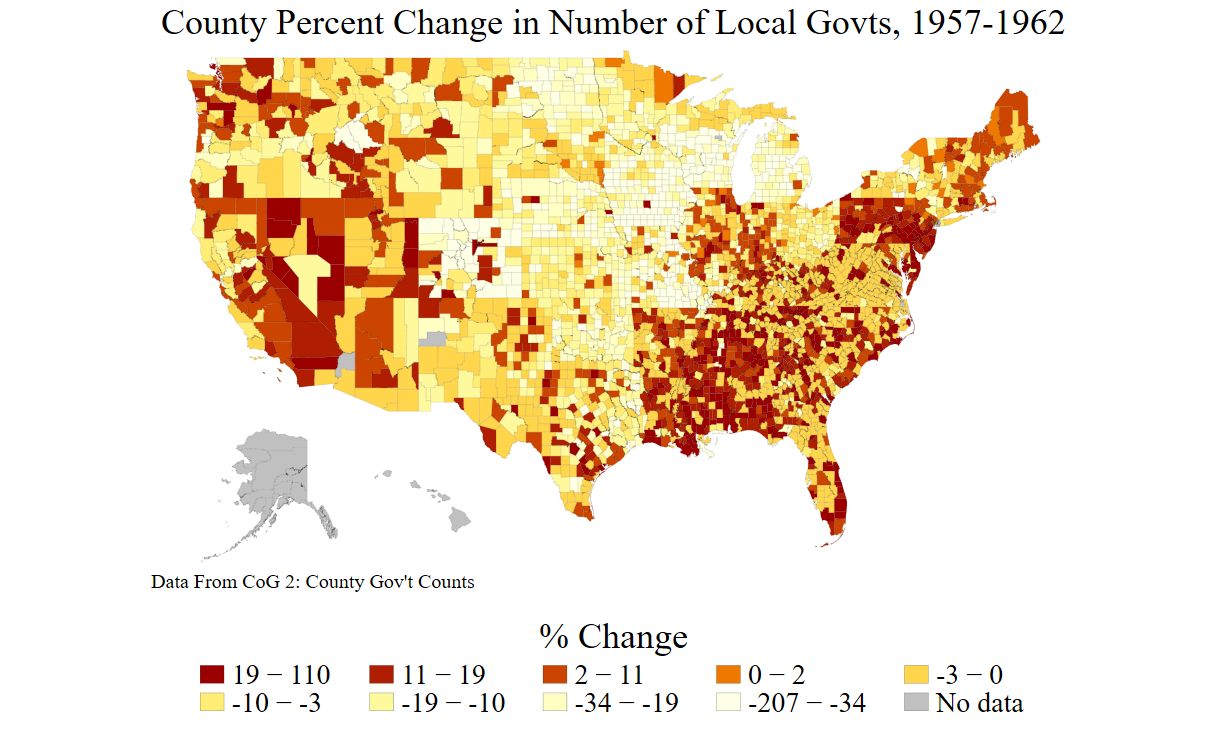 County Percent Change in Number of Local Govts, 1957-1962
Data From CoG 2: County Gov't Counts
% Change
19 − 110 11 − 19 2 − 11 0 − 2 -3 − 0
-10 − -3 -19 − -10 -34 − -19 -207 − -34 No data